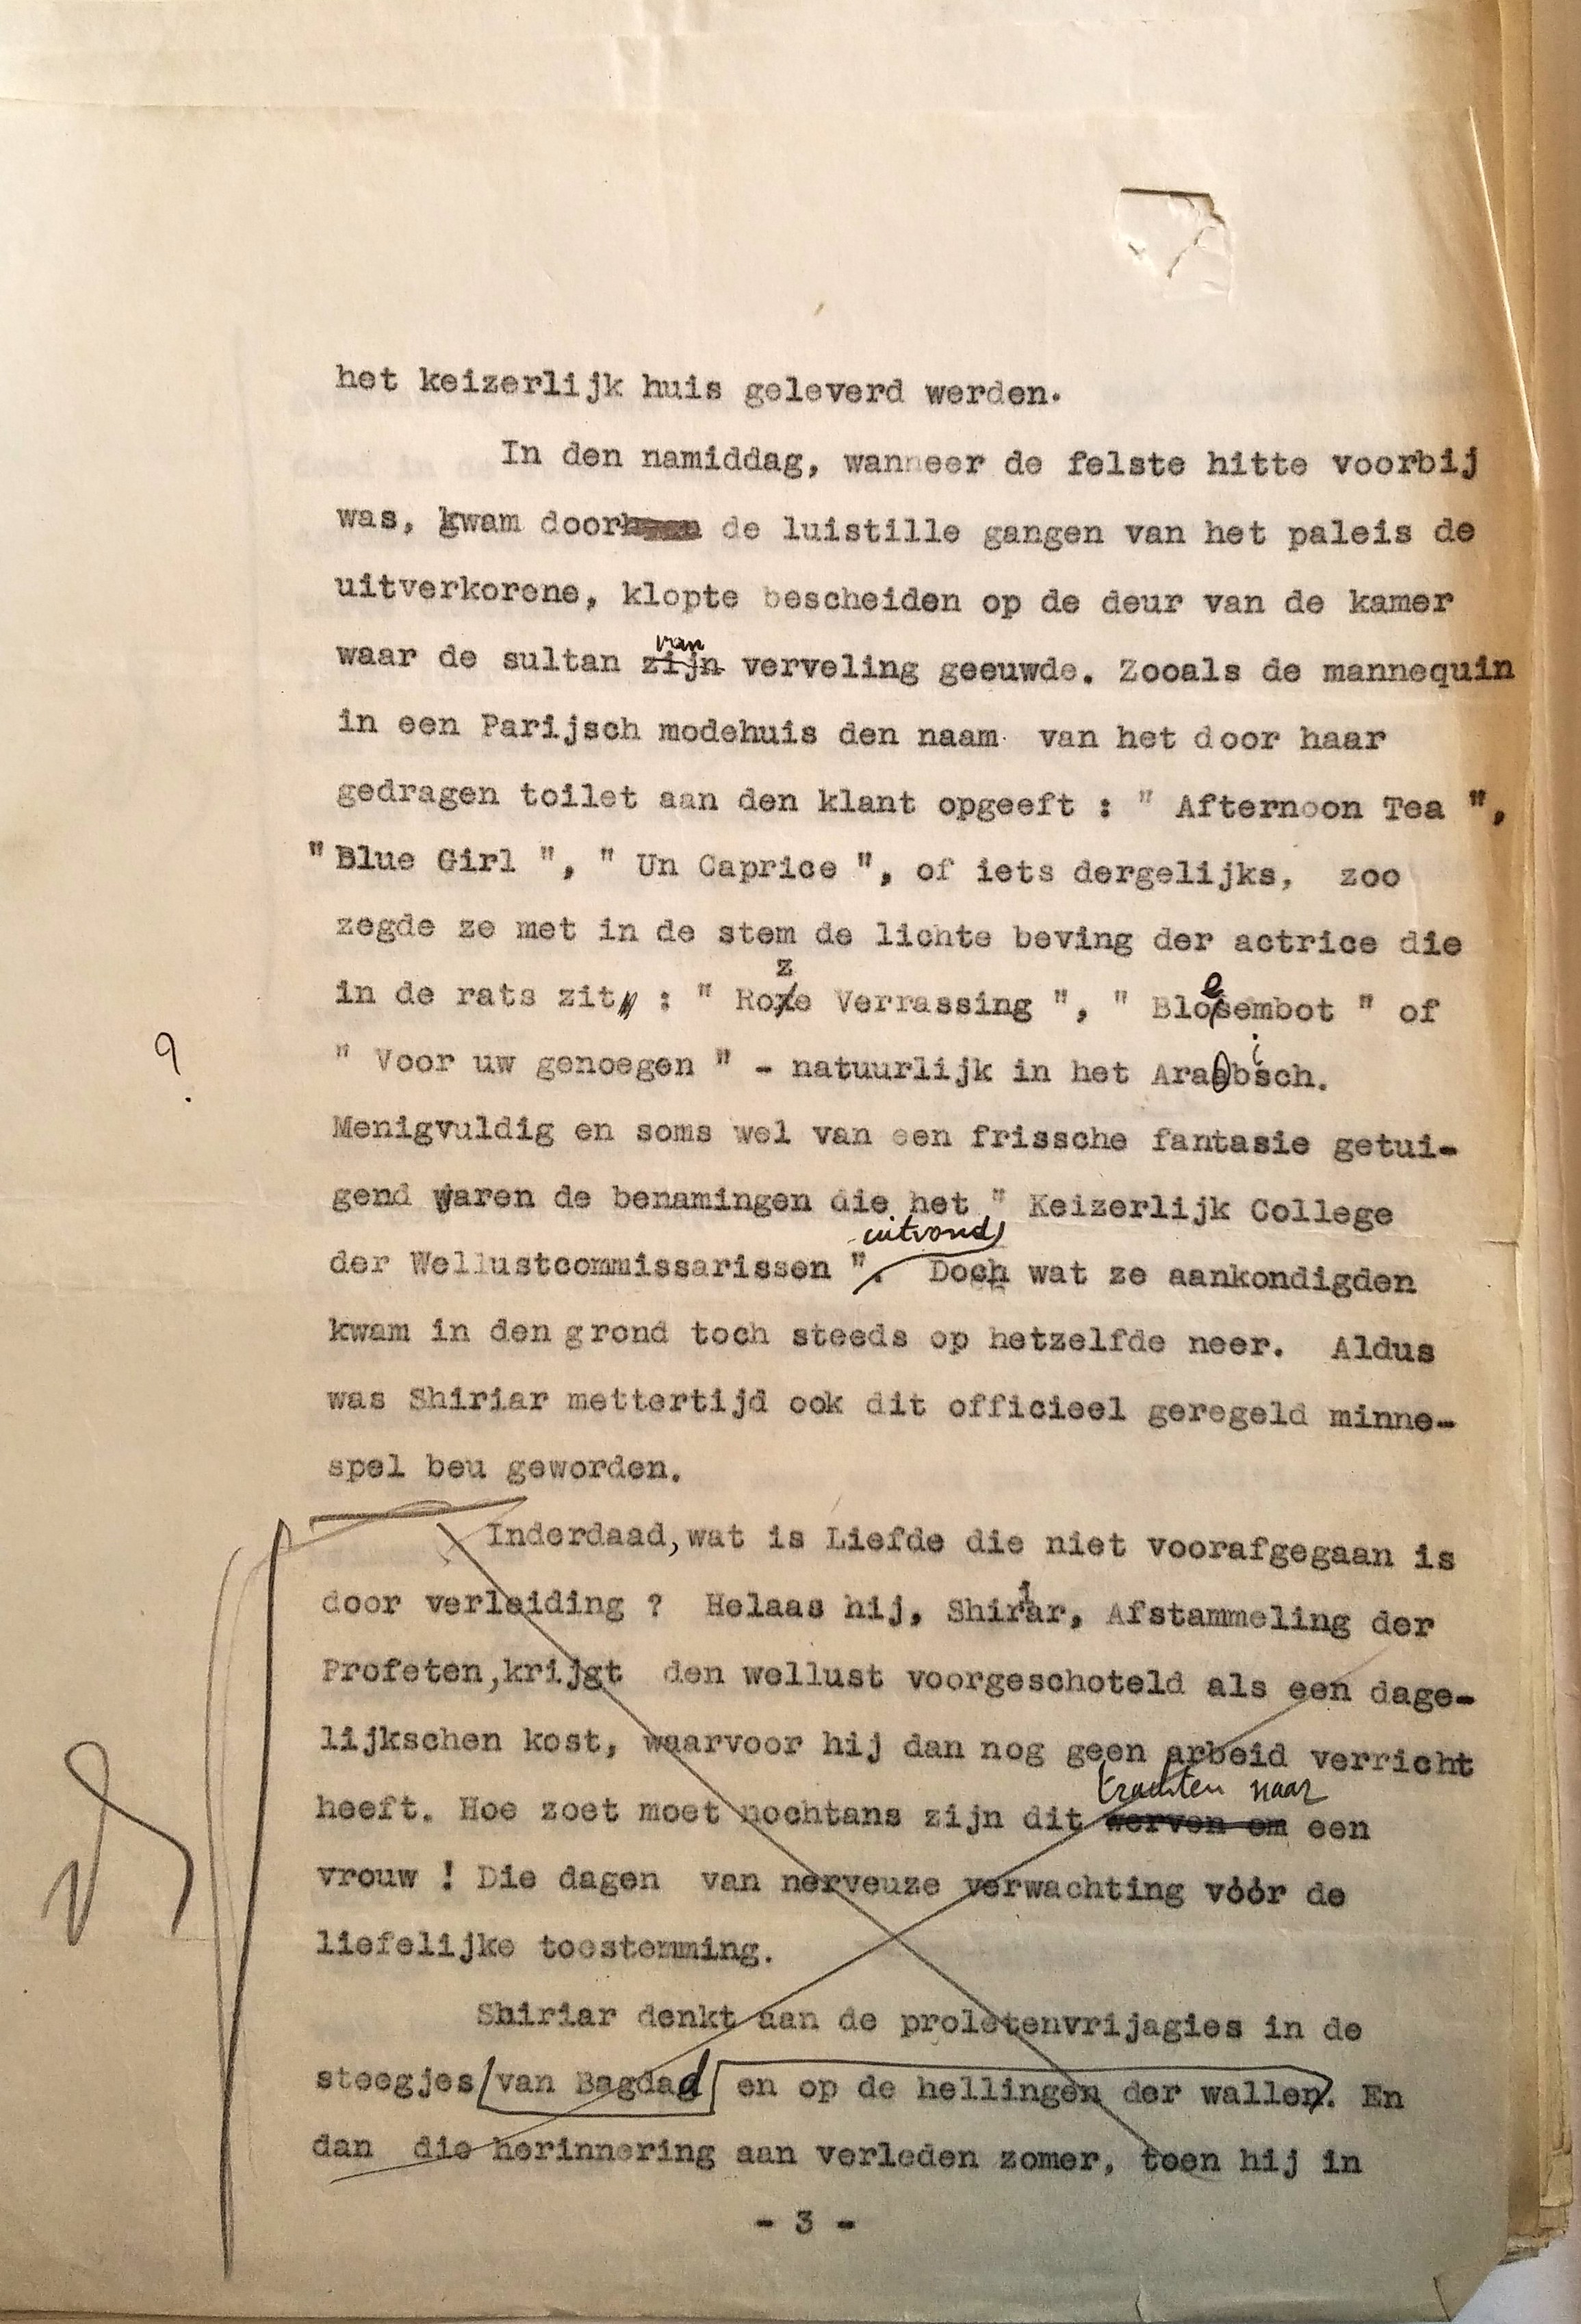 het keizerlijk huis geleverd werden.
In den namiddag, wanneer de felste hitte voorbij
was, kwam door de luistille gangen van het paleis de
uitverkorene, klopte bescheiden op de deur van de kamer
van
waar de sultan zijn verveling geeuwde. Zooals de mannequin
in een Parijsch modehuis den naam van het door haar
gedragen toilet aan den klant opgeeft : " Afternoon Tea ",
" Blue Girl ", " Un Caprice ", of iets dergelijks, zoo
zegde ze met in de stem de lichte beving der actrice die
z
in de rats zit : " Roze Verrassing ", " Bloesembot " of
i
? " Voor uw genoegen " - natuurlijk in het Araabsch.
Menigvuldig en soms wel van een frissche fantasie getui-
gend waren de benamingen die het " Keizerlijk College
uitvond
der Wellustcommissarissen ". Doch wat ze aankondigden
kwam in den grond toch steeds op hetzelfde neer. Aldus
was Shiriar mettertijd ook dit officieel geregeld minne-
spel beu geworden.
Inderdaad, wat is Liefde die niet voorafgegaan is
i
door verleiding ? Helaas hij, Shirar, Afstammeling der
Profeten, krijgt den wellust voorgeschoteld als een dage-
lijkschen kost, waarvoor hij dan nog geen arbeid verricht
trachten naar
heeft. Hoe zoet moet nochtans zijn dit werven om een
vrouw ! Die dagen van nerveuze verwachting vóór de
liefelijke toestemming.
Shiriar denkt aan de proletenvrijagies in de
steegjes van Bagdad en op de hellingen der wallen. En
dan die herinnering aan verleden zomer, toen hij in
- 3 -